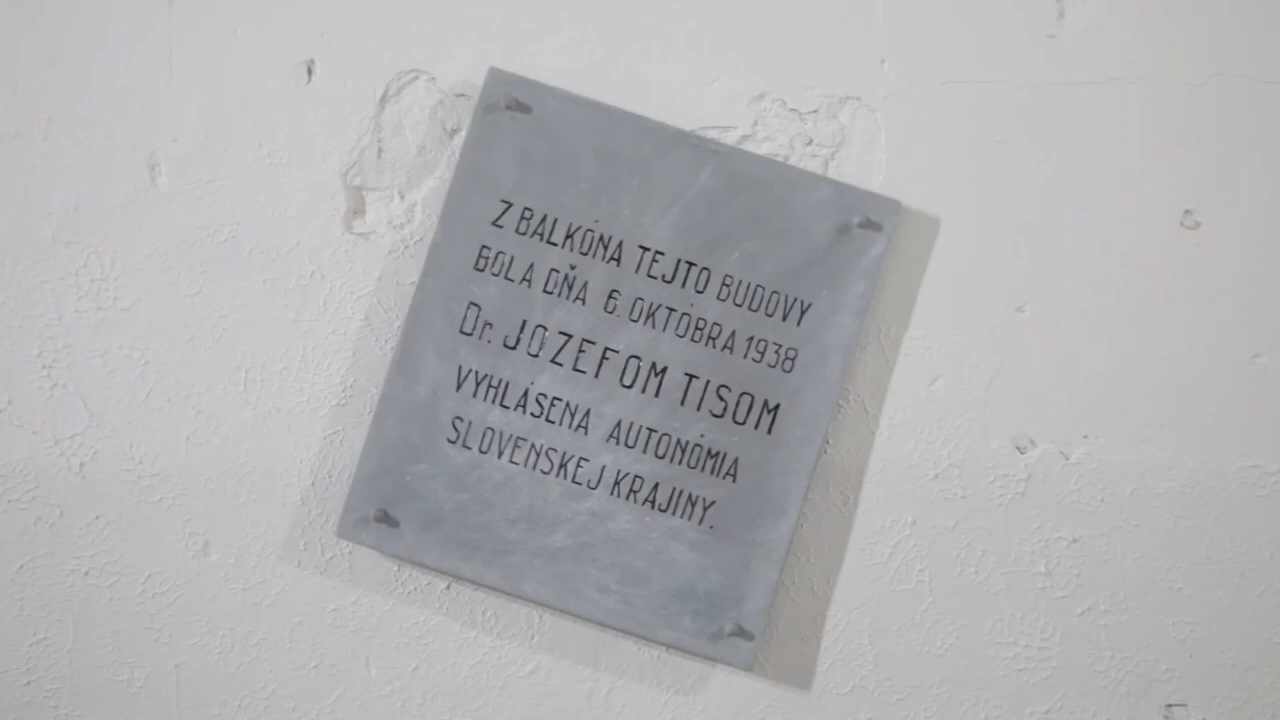 Z BALKÓNA TEJTO BUDOVY
BOLA DŇA 6. OKTÓBRA 1938
Dr. JOZEFOM TISOM
VYHLÁSENA AUTONÓMIA
SLOVENSKEJ KRAJINY.